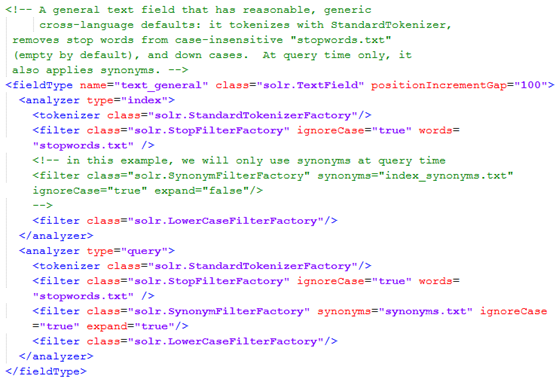 <!-- A general text field that has reasonable, generic
cross-language defaults: it tokenizes with StandardTokenizer,
removes stop words from case-insensitive "stopwords.txt"
(empty by default), and down cases.  At query time only, it
also applies synonyms. -->
<fieldType name="text_general" class="solr.TextField" positionIncrementGap="100">
<analyzer type="index">
<tokenizer class="solr.StandardTokenizerFactory"/>
<filter class="solr.StopFilterFactory" ignoreCase="true" words=
"stopwords.txt" />
<!-- in this example, we will only use synonyms at query time
<filter class="solr.SynonymFilterFactory" synonyms="index_synonyms.txt"
ignoreCase="true" expand="false"/>
-->
<filter class="solr.LowerCaseFilterFactory"/>
</analyzer>
<analyzer type="query">
<tokenizer class="solr.StandardTokenizerFactory"/>
<filter class="solr.StopFilterFactory" ignoreCase="true" words=
"stopwords.txt" />
<filter class="solr.SynonymFilterFactory" synonyms="synonyms.txt" ignoreCase
="true" expand="true"/>
<filter class="solr.LowerCaseFilterFactory"/>
</analyzer>
</fieldType>